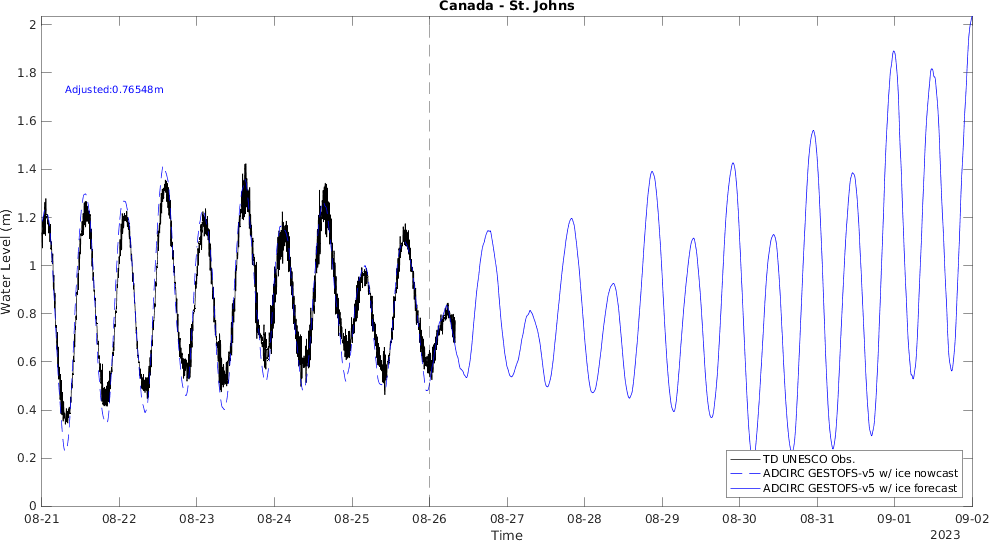 Canada - St. Johns
Adjusted:0.76548m
Water Level (m)
2
1.8
1.6
1.4
1.2
1
0.8
0.6
0.4
0.2
0
TD UNESCO Obs.
ADCIRC GESTOFS-v5 w/ ice nowcast
ADCIRC GESTOFS-v5 w/ ice forecast
08-21 08-22 08-23 08-24 08-25 08-26 08-27 08-28 08-29 08-30 08-31 09-01 09-02
Time
2023